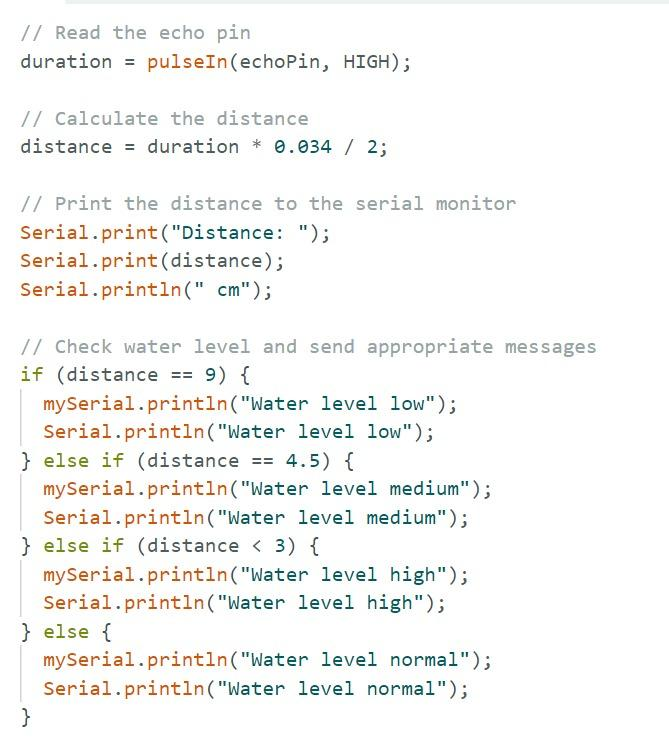 // Read the echo pin
duration = pulseIn(echoPin, HIGH);
// Calculate the distance
distance = duration * 0.034 / 2;
// Print the distance to the serial monitor
Serial.print("Distance: ");
Serial.print(distance);
Serial.println(" cm");
// Check water level and send appropriate messages
if (distance == 9) {
mySerial.println("Water level low");
Serial.println("Water level low");
} else if (distance == 4.5) {
mySerial.println("Water level medium");
Serial.println("Water level medium");
} else if (distance < 3) {
mySerial.println("Water level high");
Serial.println("Water level high");
} else {
mySerial.println("Water level normal");
Serial.println("Water level normal");
}